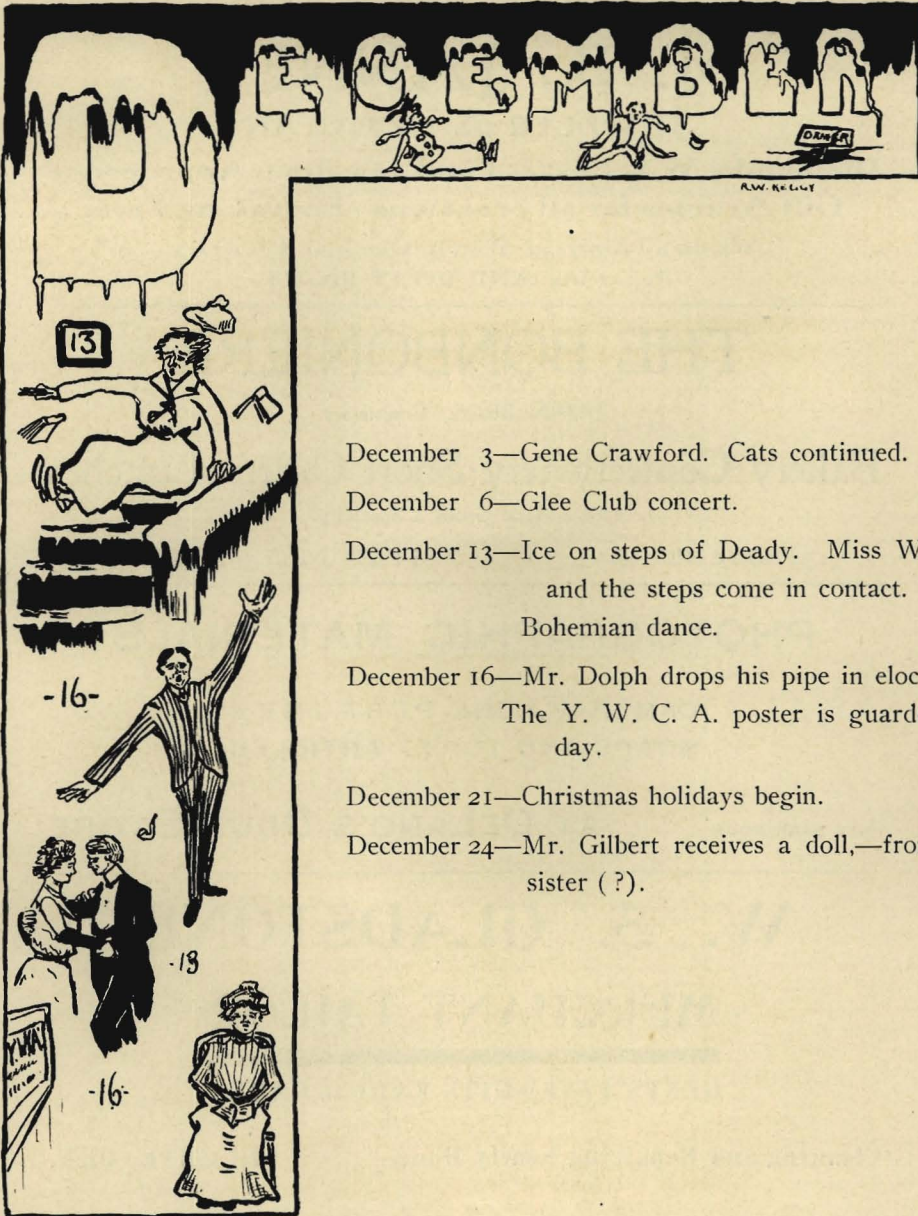 DECEMBER
DANGER
R.W. KELLY
13
December 3—Gene Crawford. Cats continued.
December 6—Glee Club concert.
December 13—Ice on steps of Deady. Miss W
and the steps come in contact.
Bohemian dance.
-16-
December 16—Mr. Dolph drops his pipe in eloc
The Y. W. C. A. poster is guard
day.
December 21—Christmas holidays begin.
December 24—Mr. Gilbert receives a doll,—fro
sister (?).
-13
-16-